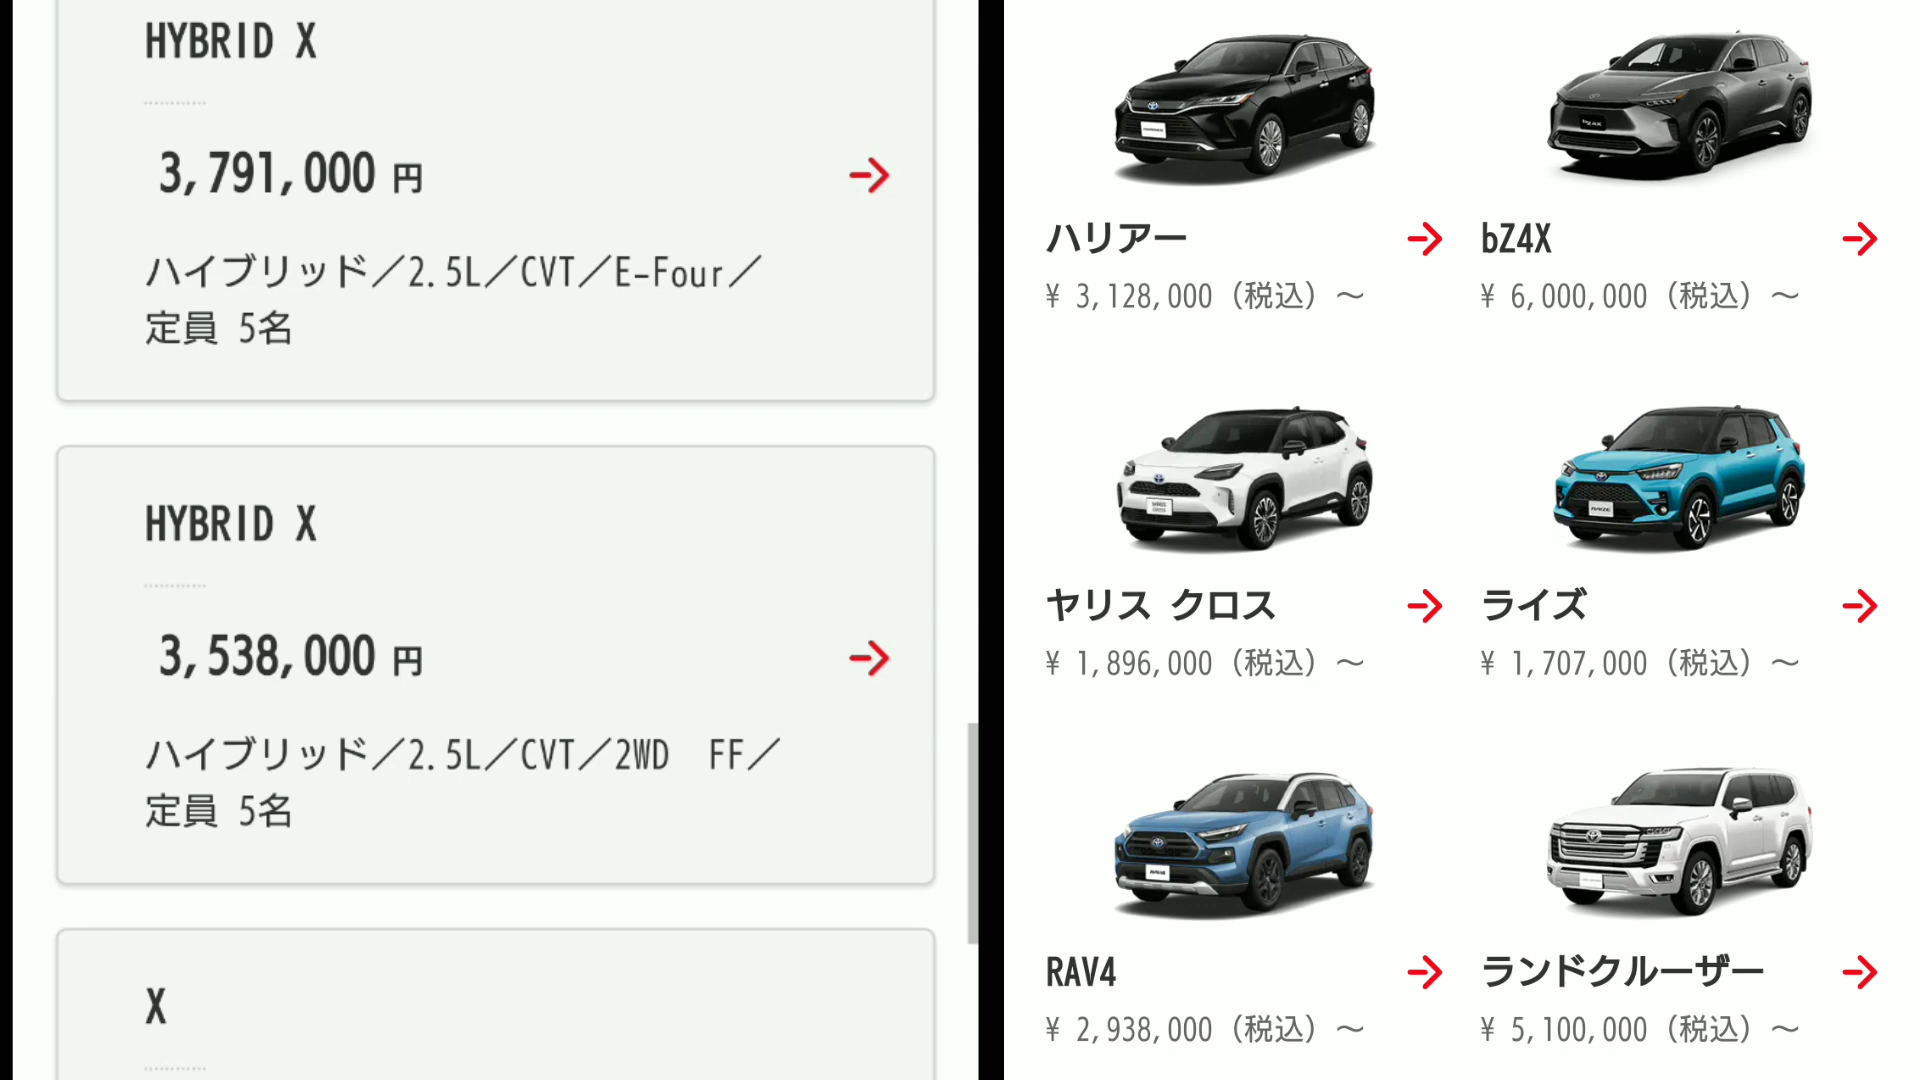 HYBRID X
3,791,000 円
ハイブリッド／2.5L／CVT／E-Four／
定員 5名
HYBRID X
3,538,000 円
ハイブリッド／2.5L／CVT／2WD　FF／
定員 5名
X
ハリアー
¥ 3,128,000（税込）～
bZ4X
¥ 6,000,000（税込）～
ヤリス クロス
¥ 1,896,000（税込）～
ライズ
¥ 1,707,000（税込）～
RAV4
¥ 2,938,000（税込）～
ランドクルーザー
¥ 5,100,000（税込）～